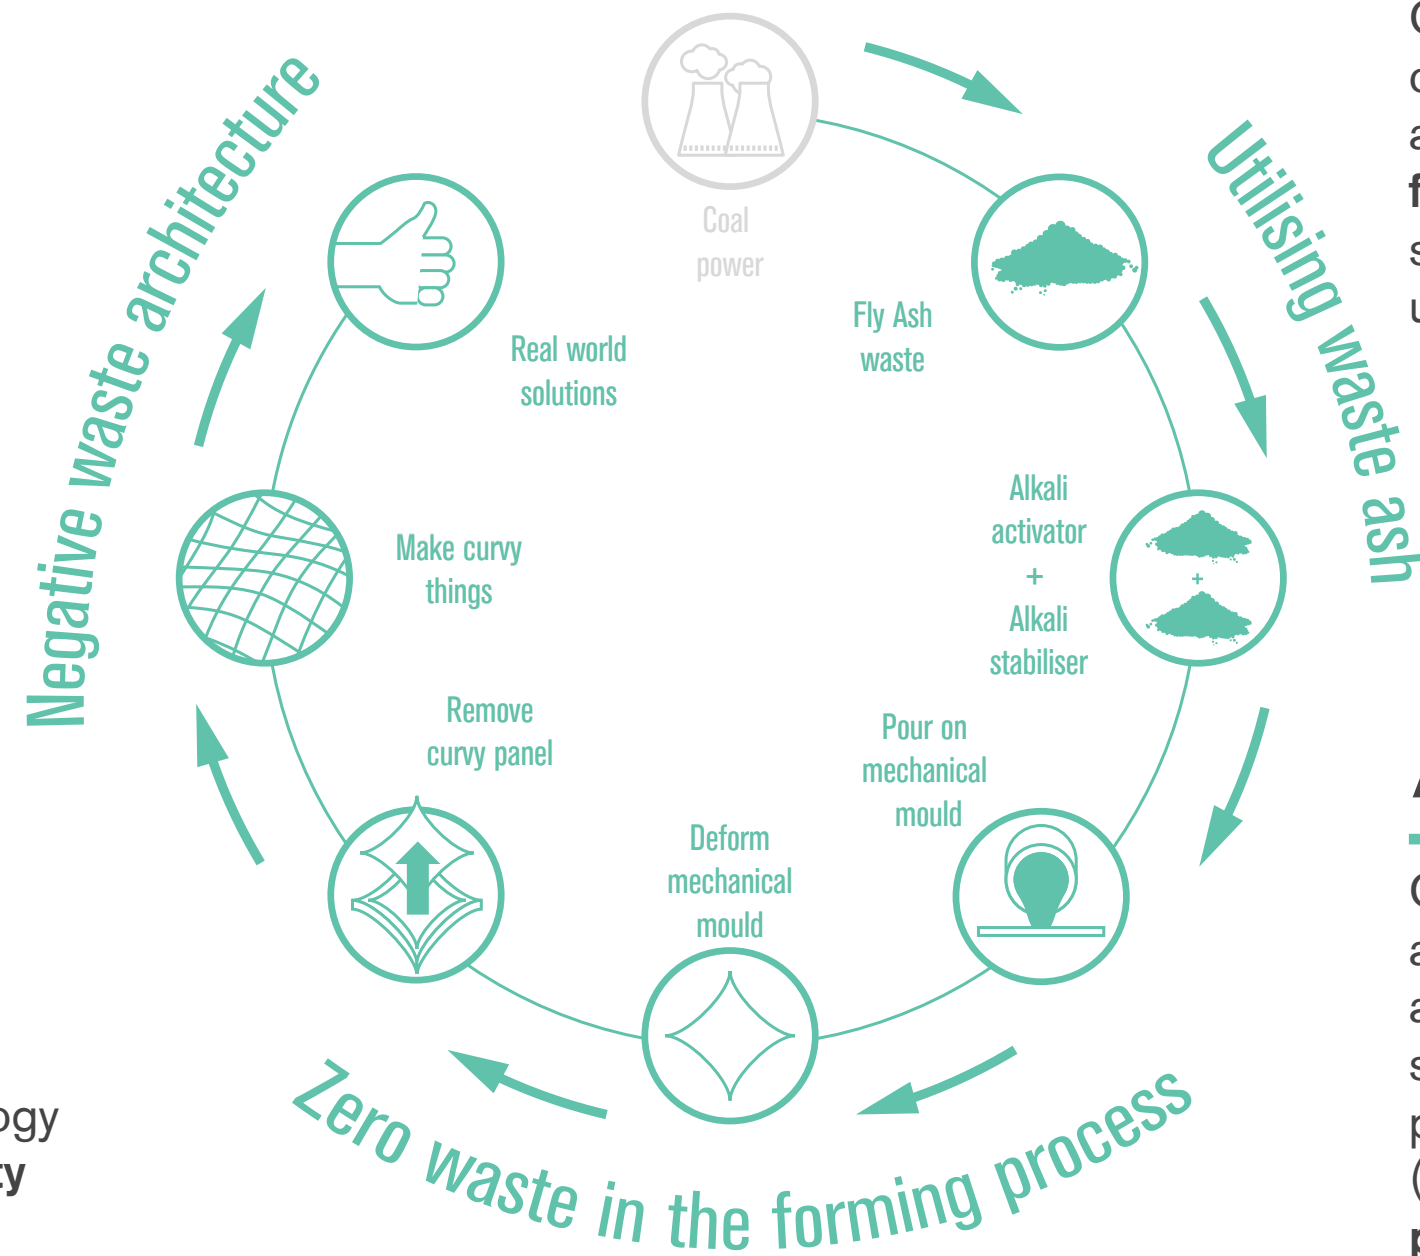 Coal
power
Fly Ash
waste
Utilising waste ash
Alkali
activator
+
Alkali
stabiliser
+
Pour on
mechanical
mould
Deform
mechanical
mould
Zero waste in the forming process
Remove
curvy panel
Make curvy
things
Negative waste architecture
Real world
solutions